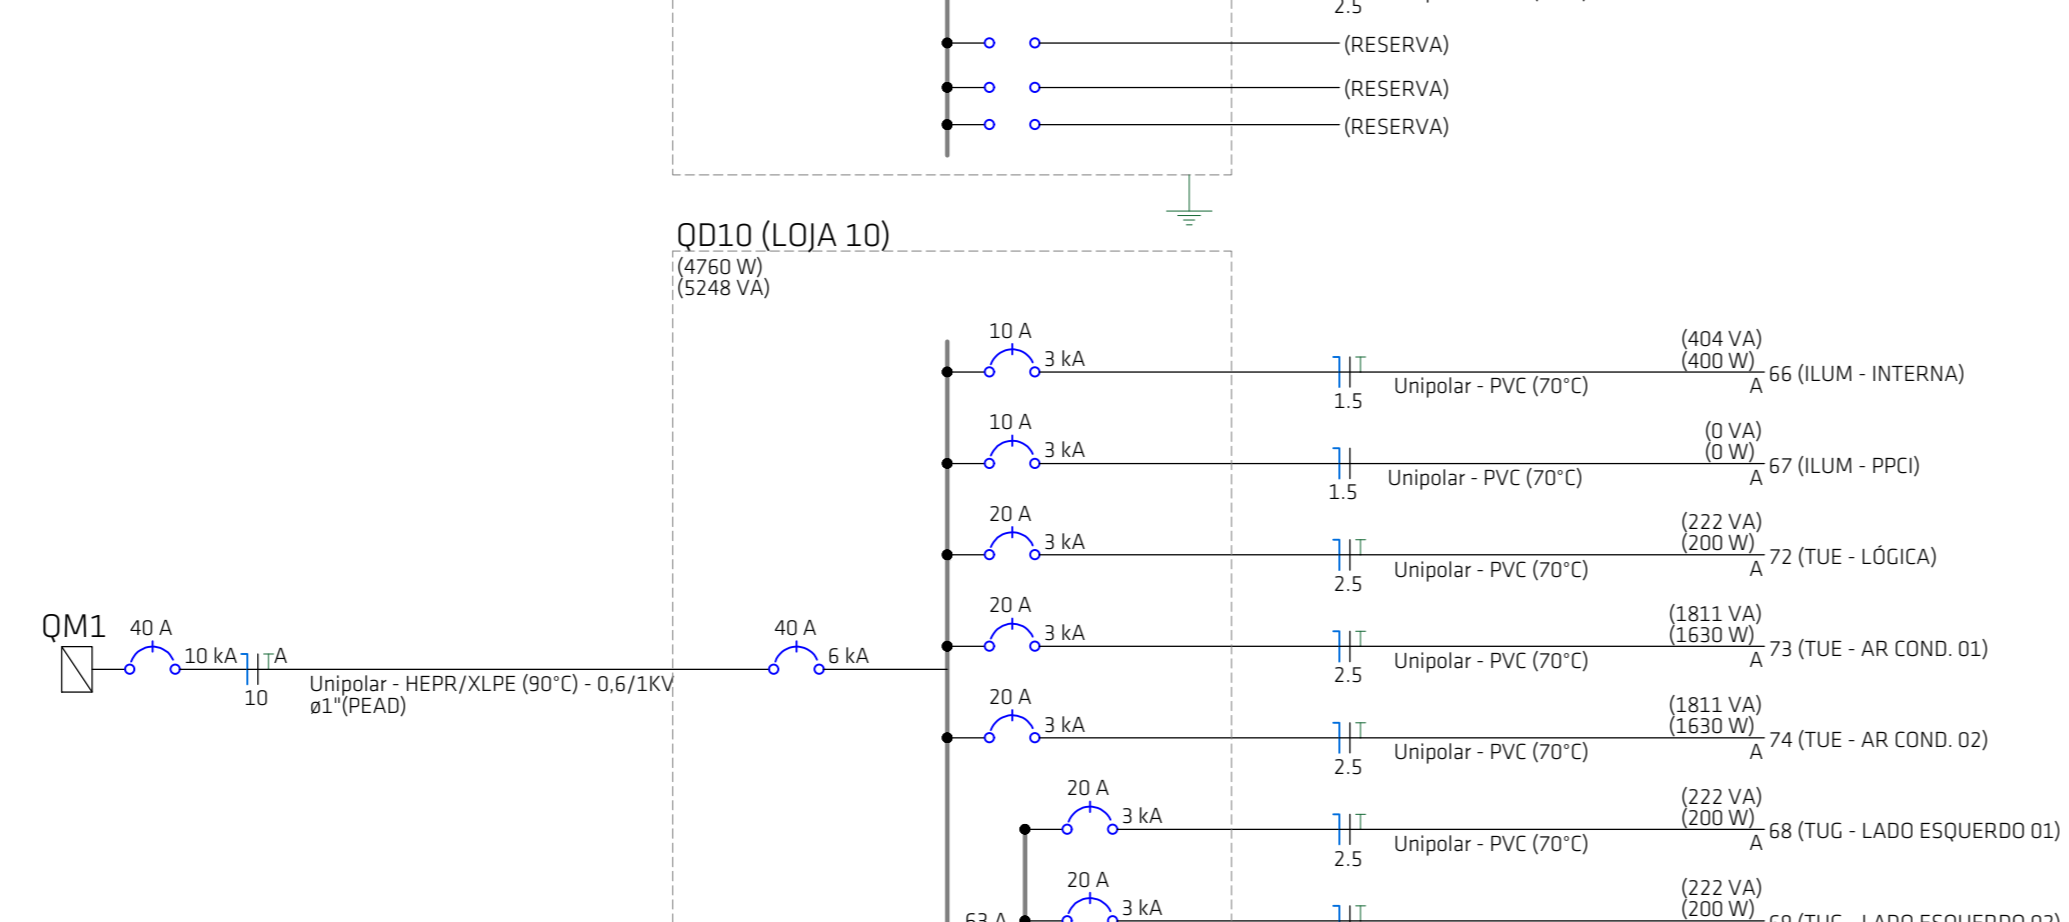 2.5
(RESERVA)
(RESERVA)
(RESERVA)
QD10 (LOJA 10)
(4760 W)
(5248 VA)
10 A
3 kA
1.5
Unipolar - PVC (70°C)
(404 VA)
(400 W)
A
66 (ILUM - INTERNA)
10 A
3 kA
1.5
Unipolar - PVC (70°C)
(0 VA)
(0 W)
A
67 (ILUM - PPCI)
20 A
3 kA
2.5
Unipolar - PVC (70°C)
(222 VA)
(200 W)
A
72 (TUE - LÓGICA)
20 A
3 kA
2.5
Unipolar - PVC (70°C)
(1811 VA)
(1630 W)
A
73 (TUE - AR COND. 01)
QM1
40 A
10 kA
A
10
Unipolar - HEPR/XLPE (90°C) - 0,6/1KV
ø1"(PEAD)
40 A
6 kA
20 A
3 kA
2.5
Unipolar - PVC (70°C)
(1811 VA)
(1630 W)
A
74 (TUE - AR COND. 02)
20 A
3 kA
2.5
Unipolar - PVC (70°C)
(222 VA)
(200 W)
A
68 (TUG - LADO ESQUERDO 01)
63 A
20 A
3 kA
(222 VA)
(200 W)